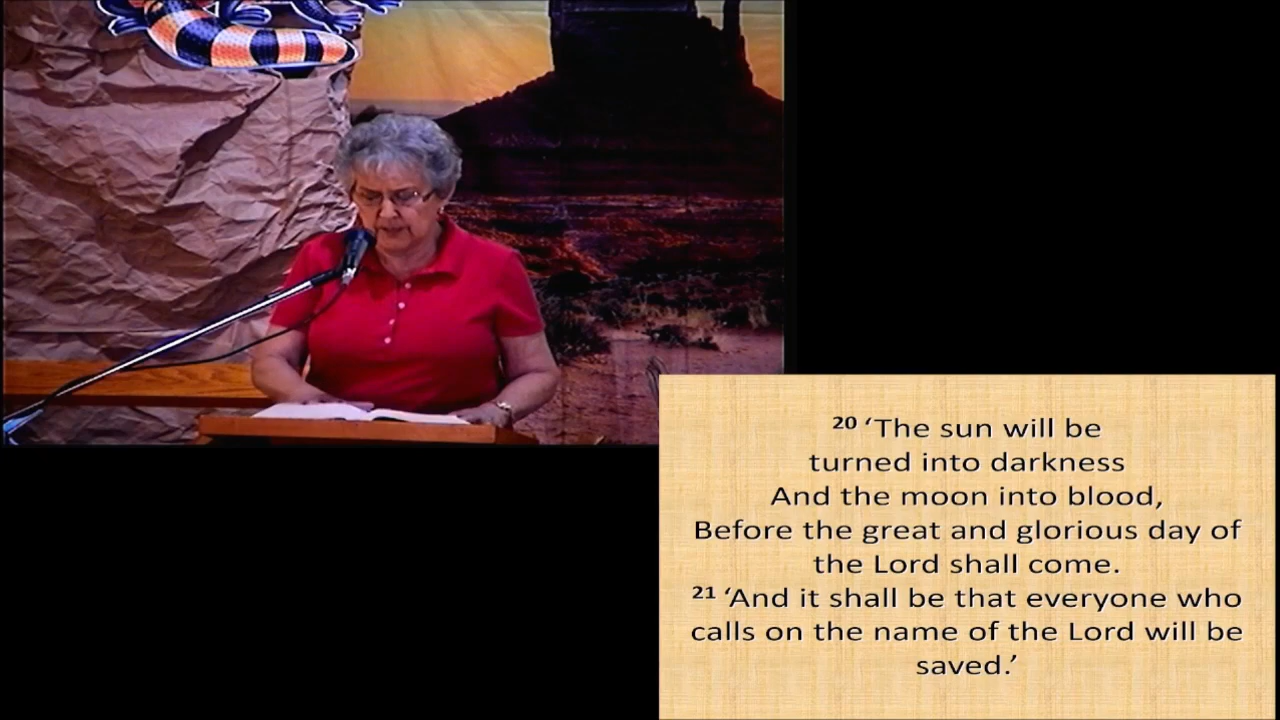 20 ‘The sun will be
turned into darkness
And the moon into blood,
Before the great and glorious day of
the Lord shall come.
21 ‘And it shall be that everyone who
calls on the name of the Lord will be
saved.’